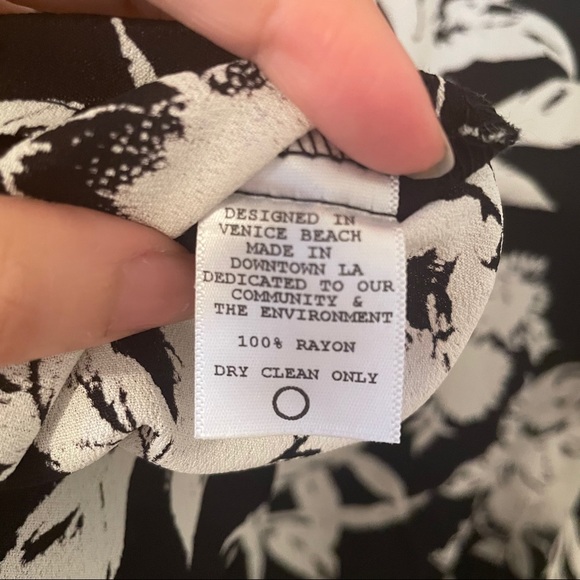 DESIGNED IN
VENICE BEACH
MADE IN
DOWNTOWN LA
DEDICATED TO OUR
COMMUNITY &
THE ENVIRONMENT
100% RAYON
DRY CLEAN ONLY